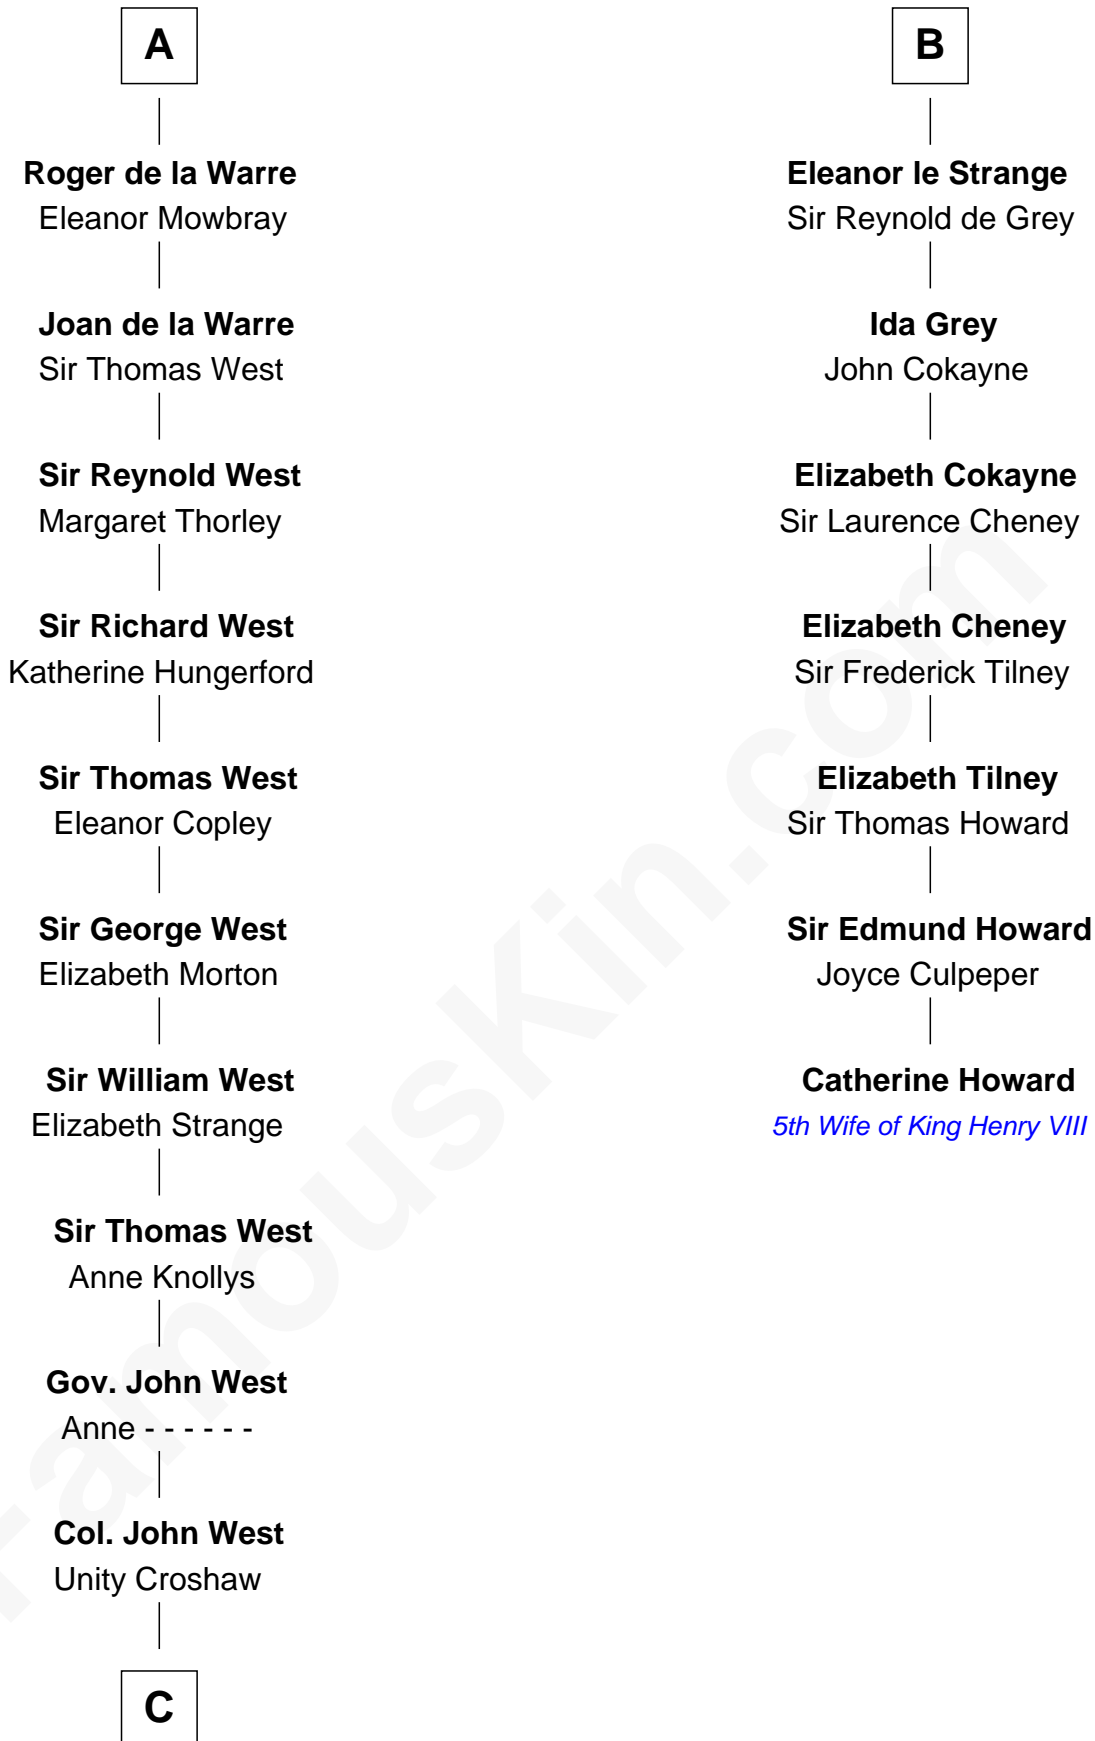 A
Roger de la Warre
Eleanor Mowbray
Joan de la Warre
Sir Thomas West
Sir Reynold West
Margaret Thorley
Sir Richard West
Katherine Hungerford
Sir Thomas West
Eleanor Copley
Sir George West
Elizabeth Morton
Sir William West
Elizabeth Strange
Sir Thomas West
Anne Knollys
Gov. John West
Anne - - - - - -
Col. John West
Unity Croshaw
C
B
Eleanor le Strange
Sir Reynold de Grey
Ida Grey
John Cokayne
Elizabeth Cokayne
Sir Laurence Cheney
Elizabeth Cheney
Sir Frederick Tilney
Elizabeth Tilney
Sir Thomas Howard
Sir Edmund Howard
Joyce Culpeper
Catherine Howard
5th Wife of King Henry VIII
FamousKin.com